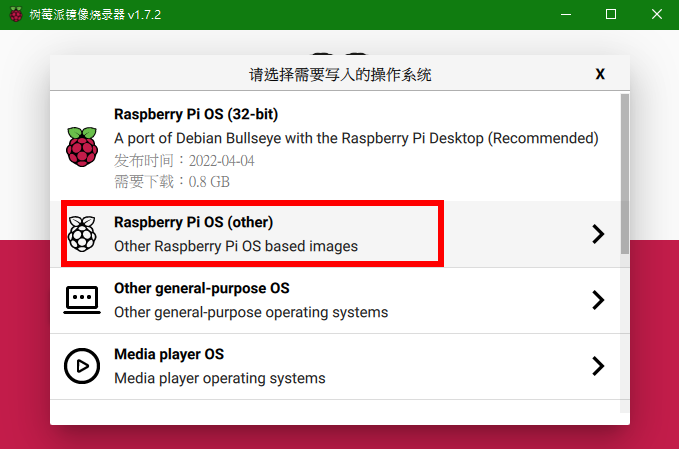 树莓派镜像烧录器 v1.7.2
请选择需要写入的操作系统
X
Raspberry Pi OS (32-bit)
A port of Debian Bullseye with the Raspberry Pi Desktop (Recommended)
发布时间：2022-04-04
需要下载：0.8 GB
Raspberry Pi OS (other)
Other Raspberry Pi OS based images
Other general-purpose OS
Other general-purpose operating systems
Media player OS
Media player operating systems